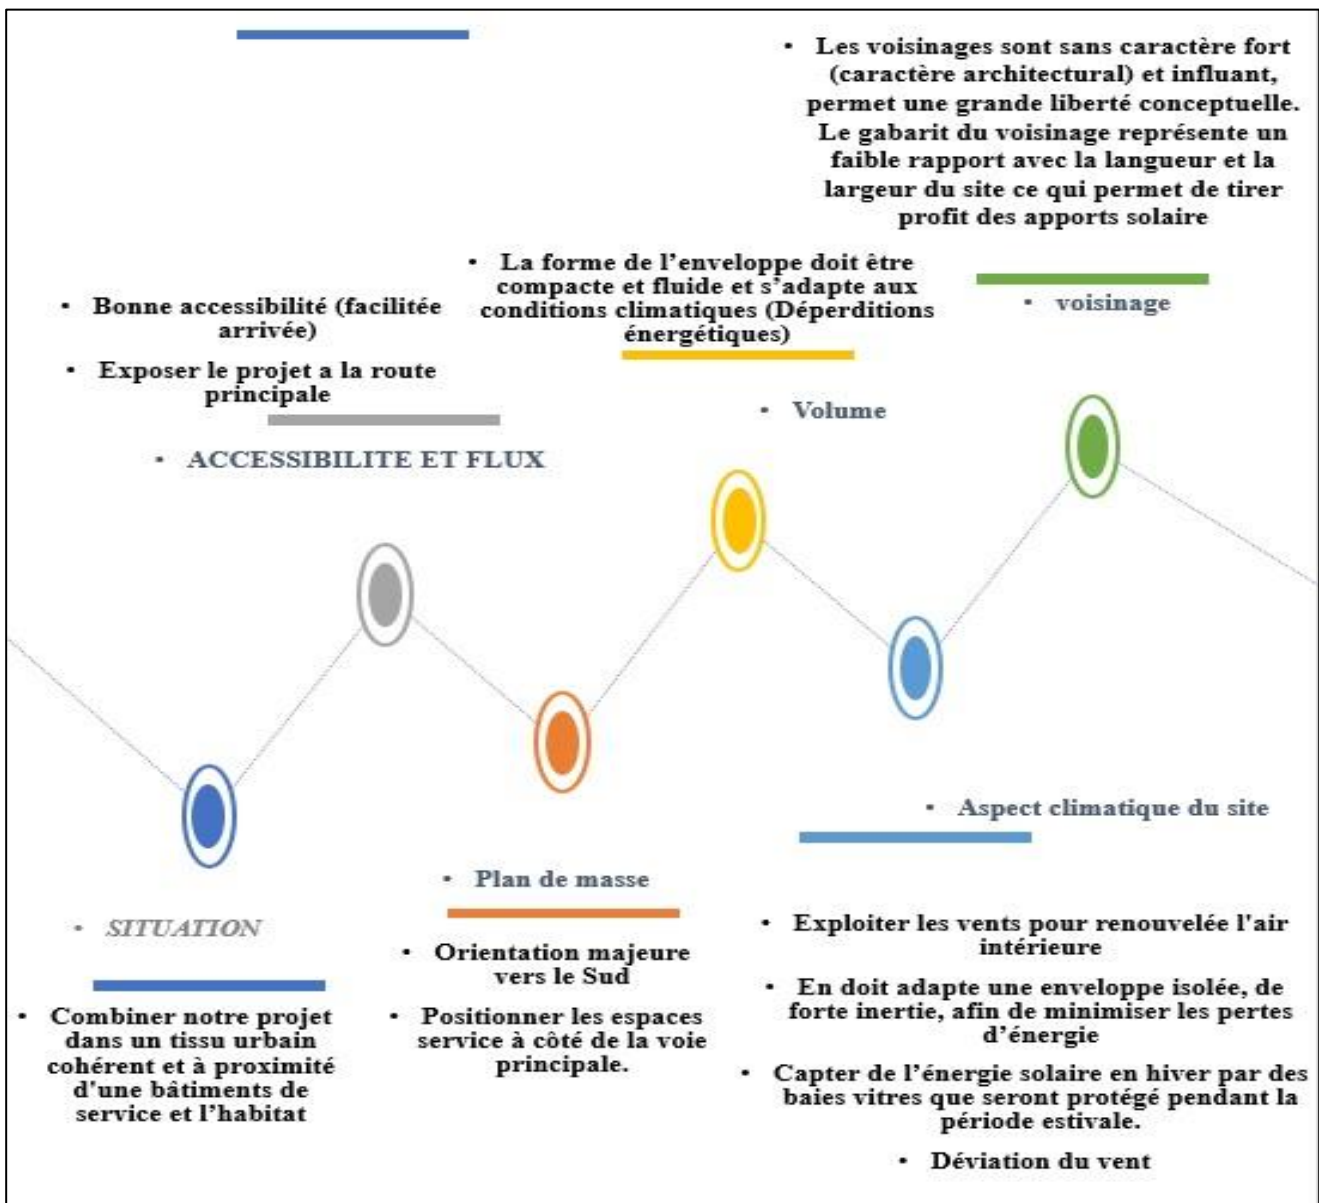 • Les voisinages sont sans caractère fort
(caractère architectural) et influant,
permet une grande liberté conceptuelle.
Le gabarit du voisinage représente un
faible rapport avec la langueur et la
largeur du site ce qui permet de tirer
profit des apports solaire
• voisinage
• La forme de l’enveloppe doit être
compacte et fluide et s’adapte aux
conditions climatiques (Déperditions
énergétiques)
• Volume
• Bonne accessibilité (facilitée
arrivée)
• Exposer le projet a la route
principale
• ACCESSIBILITE ET FLUX
• SITUATION
• Combiner notre projet
dans un tissu urbain
cohérent et à proximité
d'une bâtiments de
service et l’habitat
• Plan de masse
• Orientation majeure
vers le Sud
• Positionner les espaces
service à côté de la voie
principale.
• Aspect climatique du site
• Exploiter les vents pour renouvelée l'air
intérieure
• En doit adapte une enveloppe isolée, de
forte inertie, afin de minimiser les pertes
d’énergie
• Capter de l’énergie solaire en hiver par des
baies vitres que seront protégé pendant la
période estivale.
• Déviation du vent